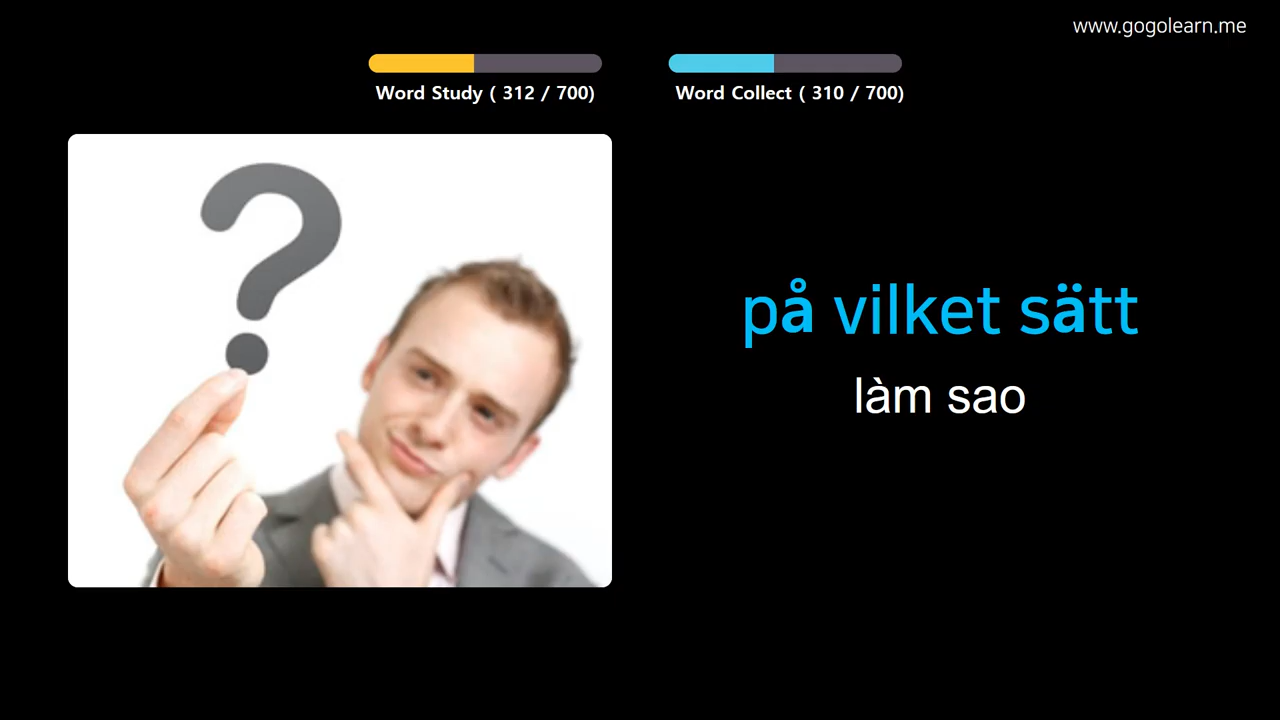 www.gogolearn.me
Word Study ( 312 / 700)
Word Collect ( 310 / 700)
?
på vilket sätt
làm sao